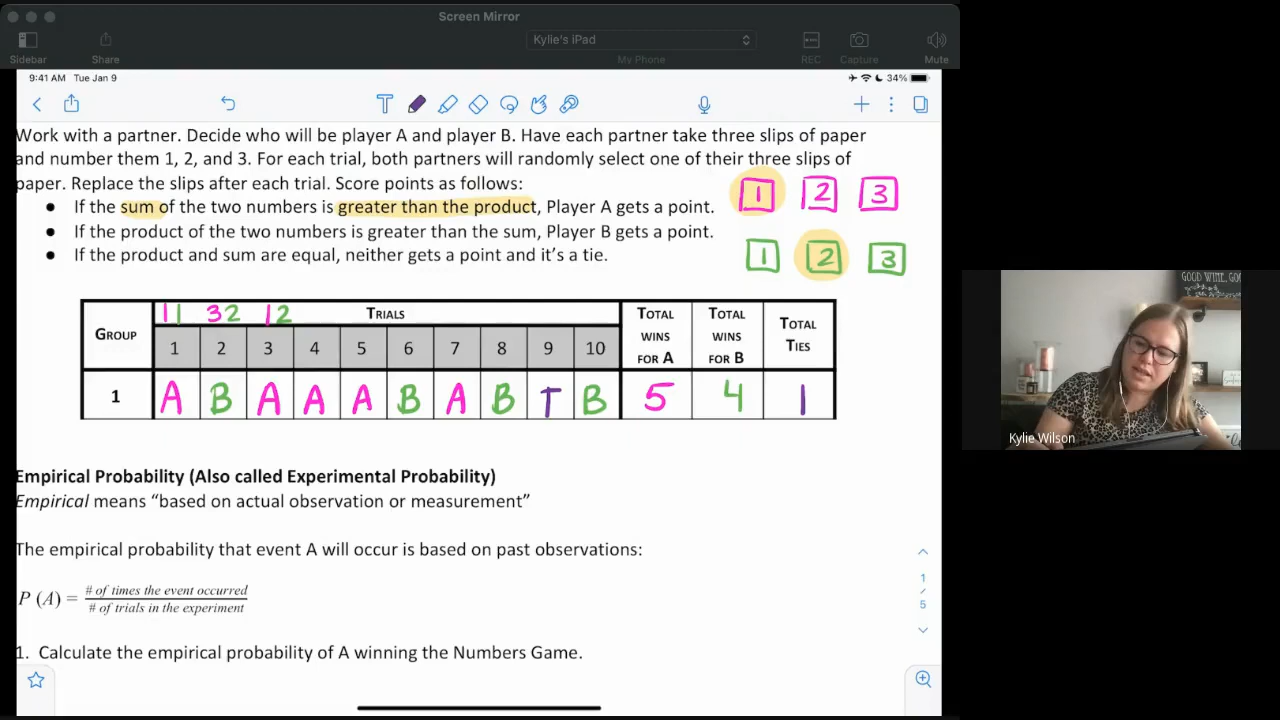 Screen Mirror
Kylie's iPad
Sidebar
Share
My Phone
REC
Capture
Mute
9:41 AM Tue Jan 9
34%
Work with a partner. Decide who will be player A and player B. Have each partner take three slips of paper
and number them 1, 2, and 3. For each trial, both partners will randomly select one of their three slips of
paper. Replace the slips after each trial. Score points as follows:
1 2 3
• If the sum of the two numbers is greater than the product, Player A gets a point.
• If the product of the two numbers is greater than the sum, Player B gets a point.
• If the product and sum are equal, neither gets a point and it's a tie.
1 2 3
11 32 12 TRIALS
GROUP
TOTAL WINS FOR A
TOTAL WINS FOR B
TOTAL TIES
1 2 3 4 5 6 7 8 9 10
1 A B A A A B A B T B 5 4 1
Empirical Probability (Also called Experimental Probability)
Empirical means “based on actual observation or measurement”
The empirical probability that event A will occur is based on past observations:
P (A) = # of times the event occurred
# of trials in the experiment
1
/
5
1. Calculate the empirical probability of A winning the Numbers Game.
GOOD WINE, GO
Kylie Wilson